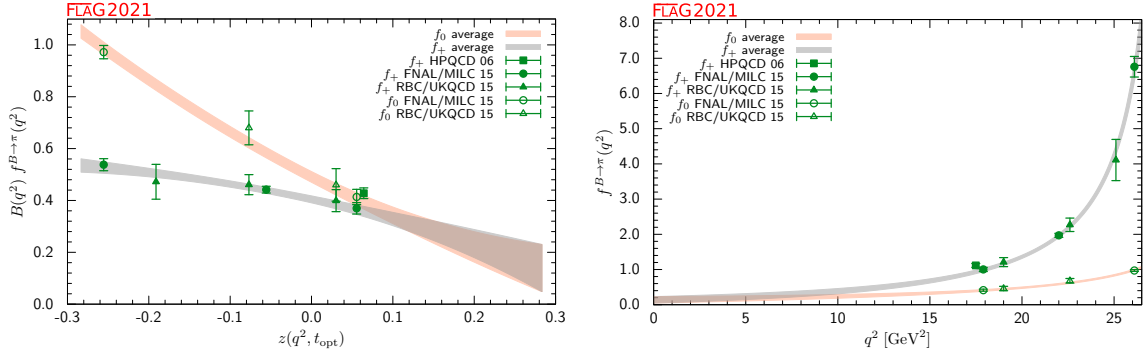 FLAG2021
f₀ average
f₊ average
f₊ HPQCD 06
f₊ FNAL/MILC 15
f₊ RBC/UKQCD 15
f₀ FNAL/MILC 15
f₀ RBC/UKQCD 15
1.0
0.8
0.6
0.4
0.2
0.0
B(q²) f^{B→π}(q²)
-0.3 -0.2 -0.1 0.0 0.1 0.2 0.3
z(q², t_opt)
FLAG2021
f₀ average
f₊ average
f₊ HPQCD 06
f₊ FNAL/MILC 15
f₊ RBC/UKQCD 15
f₀ FNAL/MILC 15
f₀ RBC/UKQCD 15
8.0
7.0
6.0
5.0
4.0
3.0
2.0
1.0
0.0
f^{B→π}(q²)
0 5 10 15 20 25
q² [GeV²]